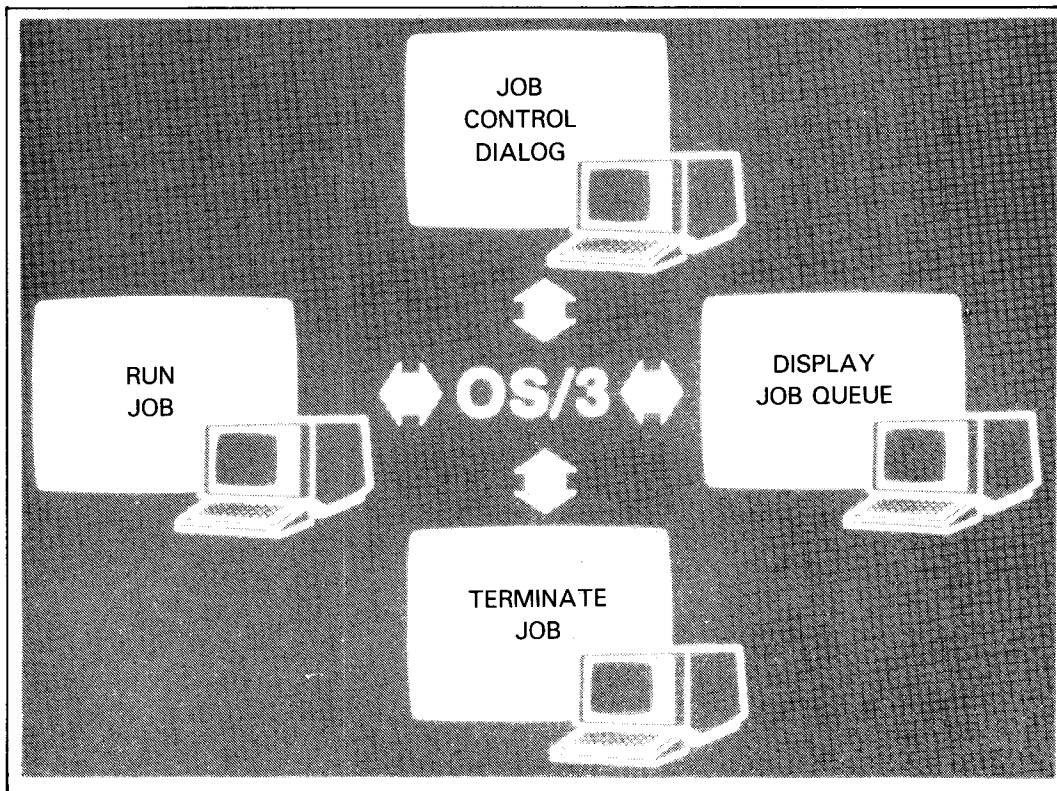 JOB
CONTROL
DIALOG
RUN
JOB
OS/3
DISPLAY
JOB QUEUE
TERMINATE
JOB